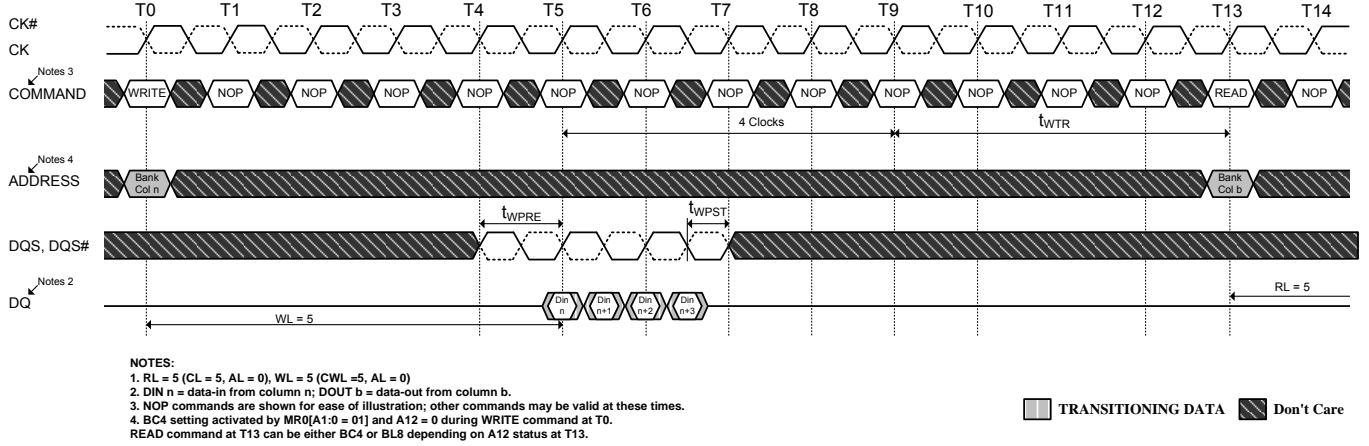 T0 T1 T2 T3 T4 T5 T6 T7 T8 T9 T10 T11 T12 T13 T14
CK#
CK
Notes 3
COMMAND WRITE NOP NOP NOP NOP NOP NOP NOP NOP NOP NOP NOP NOP READ NOP
4 Clocks tWTR
Notes 4
ADDRESS
Bank Col n
Bank Col b
tWPRE tWPST
DQS, DQS#
Notes 2
DQ
Din n
Din n+1
Din n+2
Din n+3
RL = 5
WL = 5
NOTES:
1. RL = 5 (CL = 5, AL = 0), WL = 5 (CWL =5, AL = 0)
2. DIN n = data-in from column n; DOUT b = data-out from column b.
3. NOP commands are shown for ease of illustration; other commands may be valid at these times.
4. BC4 setting activated by MR0[A1:0 = 01] and A12 = 0 during WRITE command at T0.
READ command at T13 can be either BC4 or BL8 depending on A12 status at T13.
TRANSITIONING DATA Don't Care